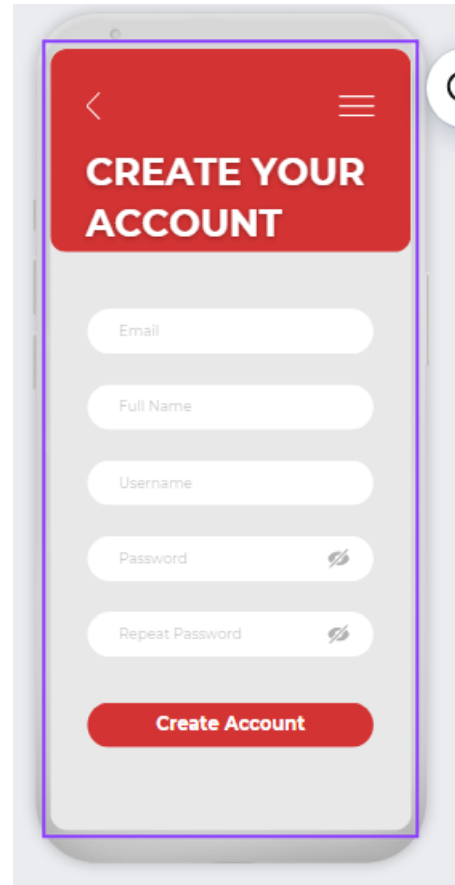 CREATE YOUR
ACCOUNT
Email
Full Name
Username
Password
Repeat Password
Create Account